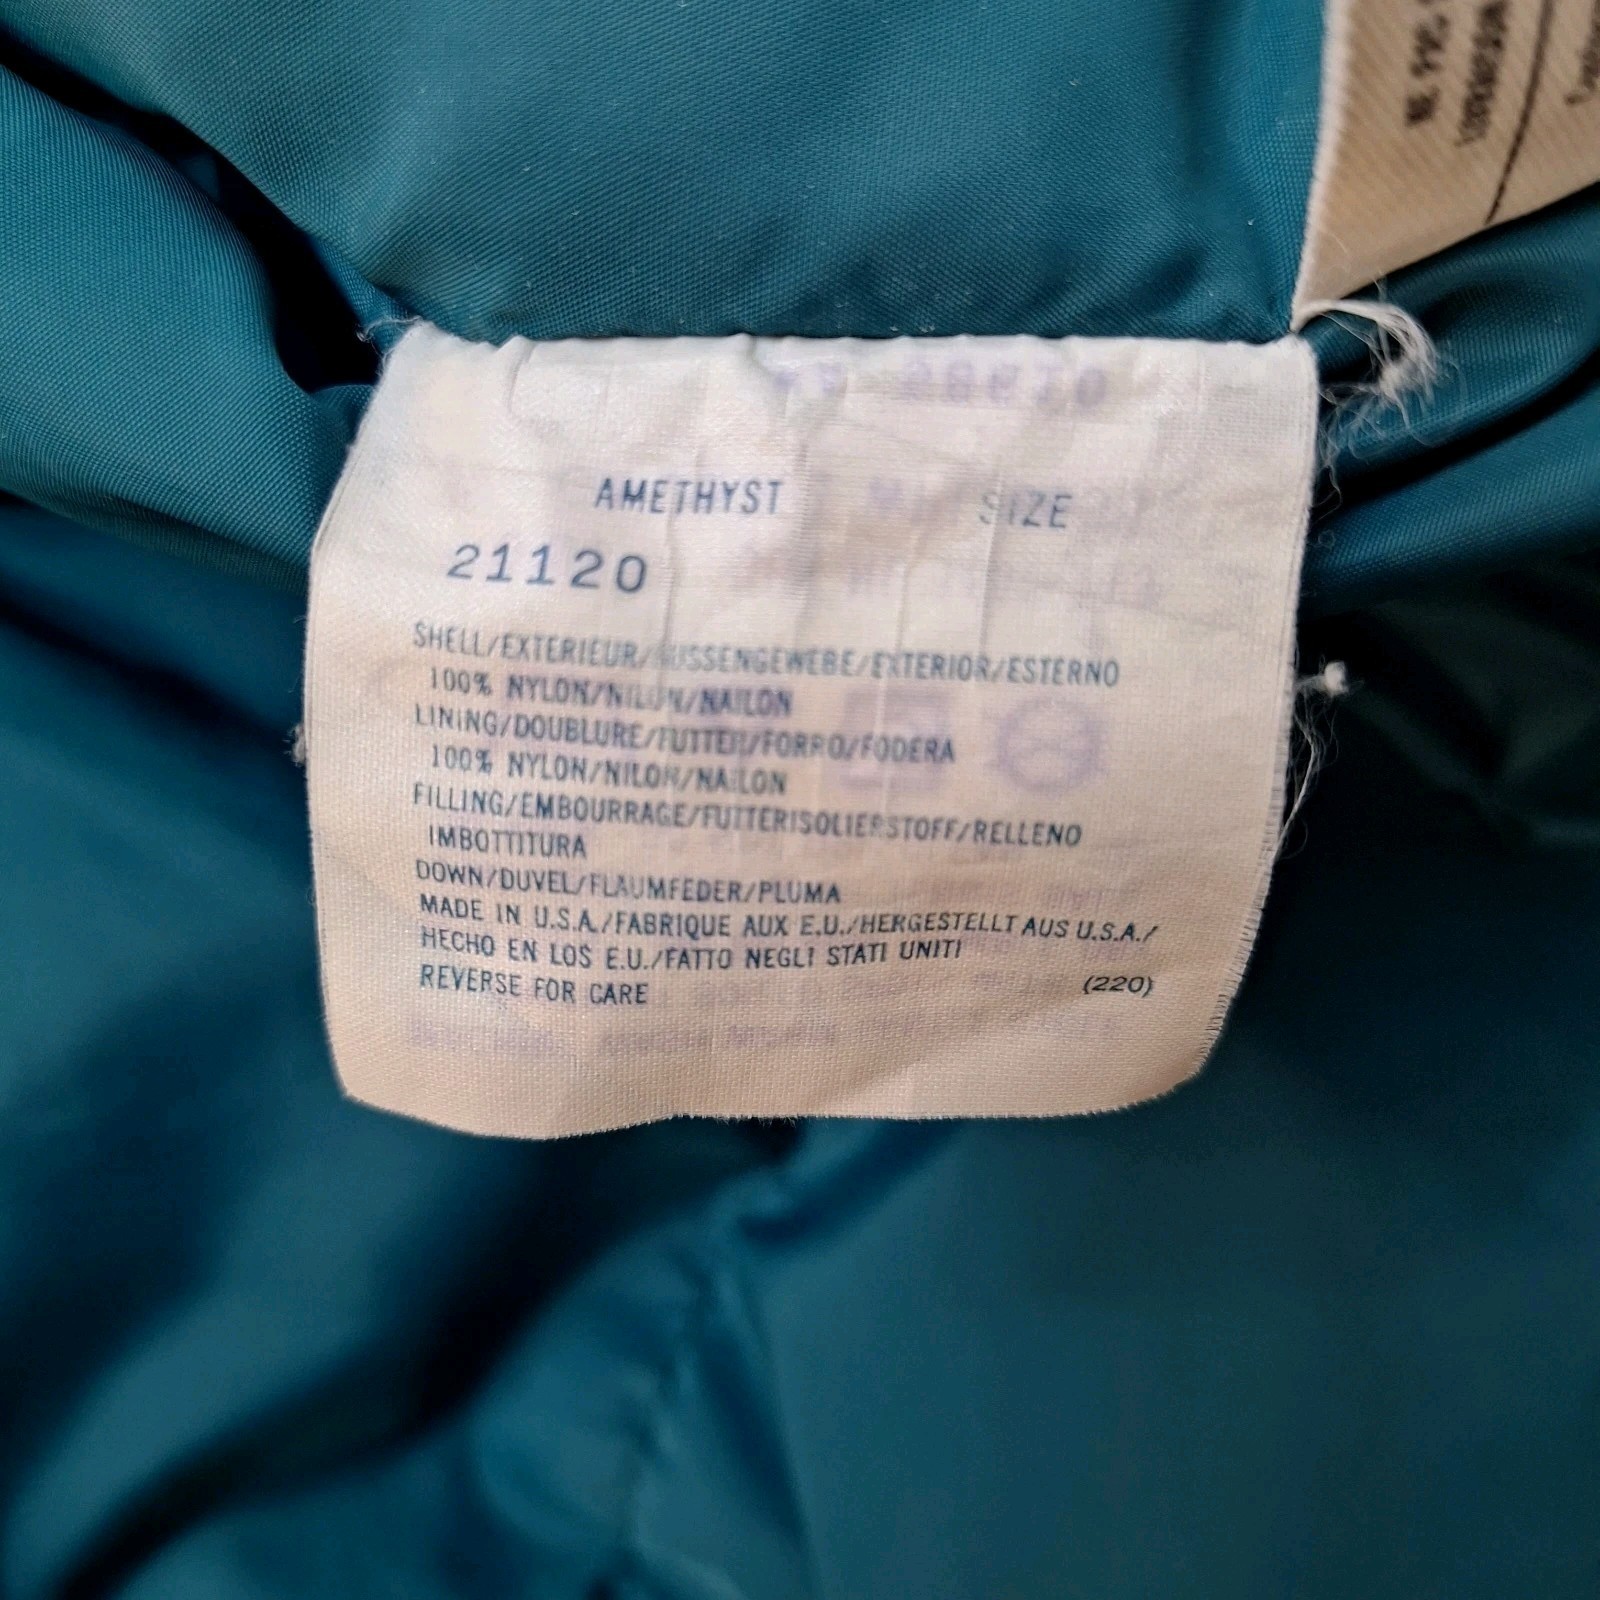 AMETHYST SIZE
21120
SHELL/EXTERIEUR/AUSSENGEWEBE/EXTERIOR/ESTERNO
100% NYLON/NILON/NAILON
LINING/DOUBLURE/FUTTER/FORRO/FODERA
100% NYLON/NILON/NAILON
FILLING/EMBOURRAGE/FUTTERISOLIERSTOFF/RELLENO
IMBOTTITURA
DOWN/DUVEL/FLAUMFEDER/PLUMA
MADE IN U.S.A./FABRIQUE AUX E.U./HERGESTELLT AUS U.S.A./
HECHO EN LOS E.U./FATTO NEGLI STATI UNITI
REVERSE FOR CARE (220)